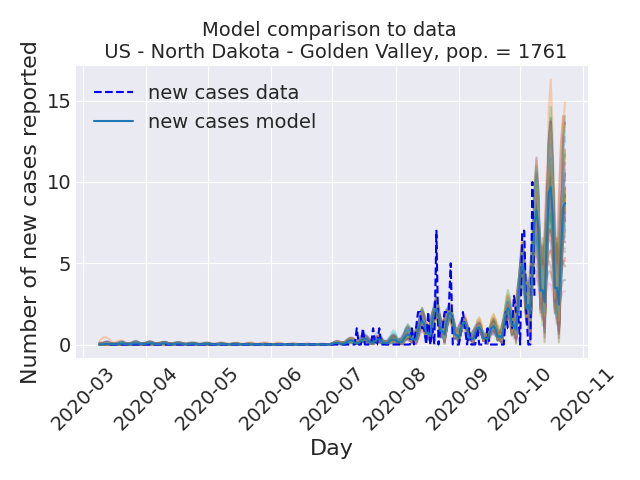 Model comparison to data
US - North Dakota - Golden Valley, pop. = 1761
Number of new cases reported
15
10
5
0
new cases data
new cases model
2020-03
2020-04
2020-05
2020-06
2020-07
2020-08
2020-09
2020-10
2020-11
Day